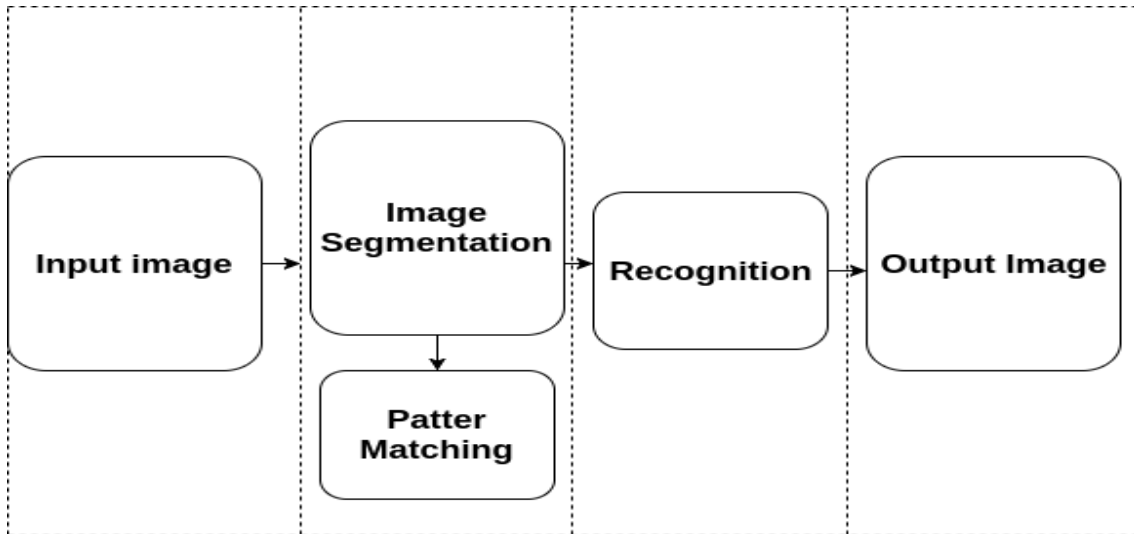 Input image
Image
Segmentation
Patter
Matching
Recognition
Output Image